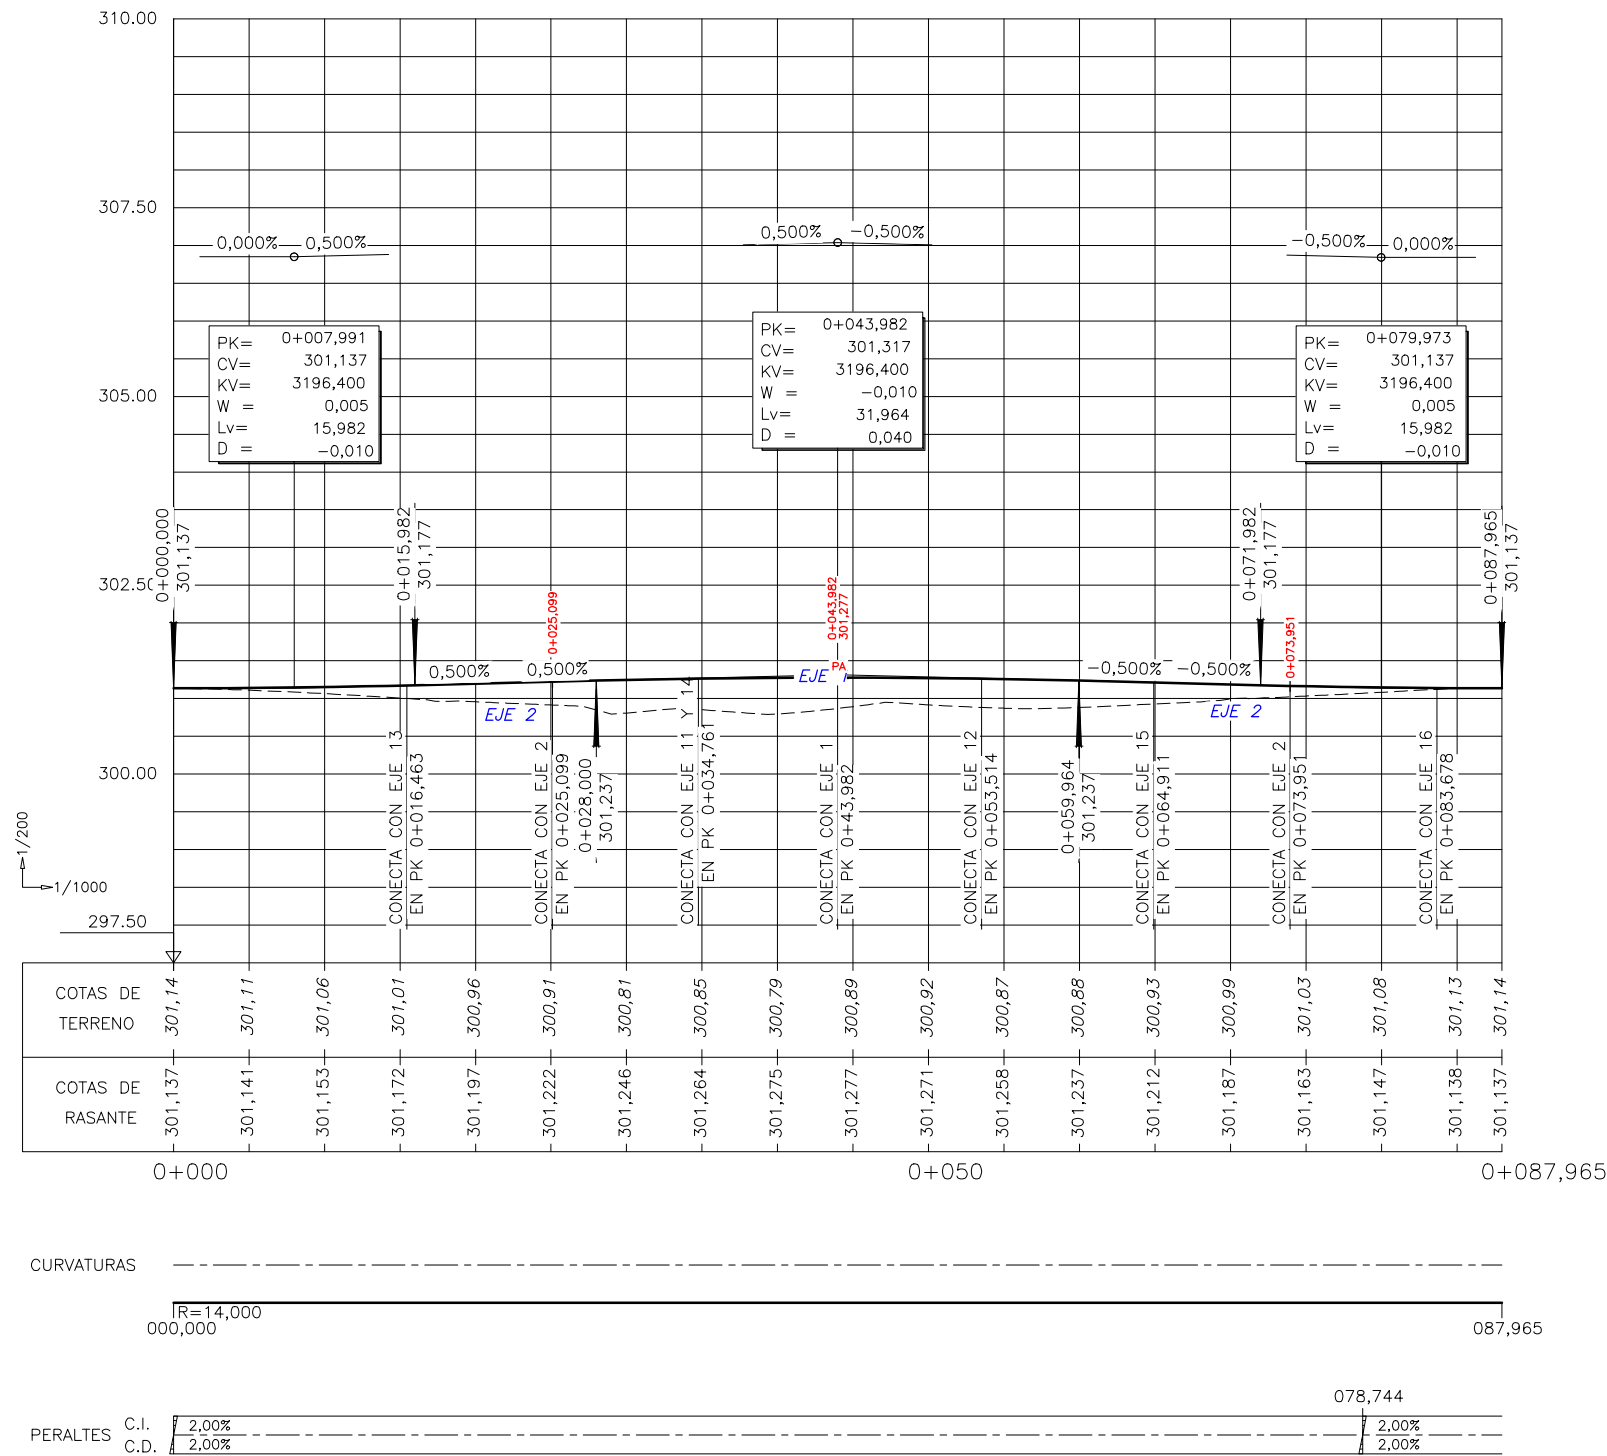 310.00
307.50
305.00
302.50
300.00
297.50
0,000% 0,500%
0,500% -0,500%
-0,500% 0,000%
PK= 0+007,991
CV= 301,137
KV= 3196,400
W = 0,005
Lv= 15,982
D = -0,010
PK= 0+043,982
CV= 301,317
KV= 3196,400
W = -0,010
Lv= 31,964
D = 0,040
PK= 0+079,973
CV= 301,137
KV= 3196,400
W = 0,005
Lv= 15,982
D = -0,010
0+000,000
301,137
0+015,982
301,177
0+025,099
0+043,982
301,277
PA
0+071,982
301,177
0+073,951
0+087,965
301,137
0,500% 0,500%
EJE 1
-0,500% -0,500%
EJE 2
EJE 2
CONECTA CON EJE 13
EN PK 0+016,463
CONECTA CON EJE 2
EN PK 0+025,099
0+028,000
301,237
CONECTA CON EJE 11 Y 14
EN PK 0+034,761
CONECTA CON EJE 1
EN PK 0+43,982
CONECTA CON EJE 12
EN PK 0+053,514
0+059,964
301,237
CONECTA CON EJE 15
EN PK 0+064,911
CONECTA CON EJE 2
EN PK 0+073,951
CONECTA CON EJE 16
EN PK 0+083,678
1/200
1/1000
COTAS DE
TERRENO
301,14 301,11 301,06 301,01 300,96 300,91 300,81 300,85 300,79 300,89 300,92 300,87 300,88 300,93 300,99 301,03 301,08 301,13 301,14
COTAS DE
RASANTE
301,137 301,141 301,153 301,172 301,197 301,222 301,246 301,264 301,275 301,277 301,271 301,258 301,237 301,212 301,187 301,163 301,147 301,138 301,137
0+000 0+050 0+087,965
CURVATURAS
R=14,000
000,000 087,965
078,744
PERALTES
C.I. 2,00% 2,00%
C.D. 2,00% 2,00%